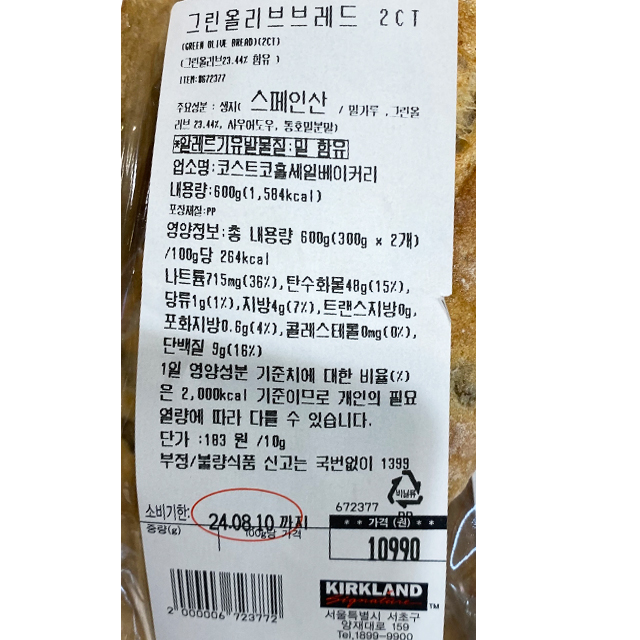 그린올리브브레드 2CT
(GREEN OLIVE BREAD)(2CT)
(그린올리브23.44% 함유 )
ITEM:#672377
주요성분 : 생지( 스페인산 / 밀가루 ,그린올
리브 23.44%, 사우어도우, 통호밀분말)
*알레르기유발물질:밀 함유
업소명:코스트코홀세일베이커리
내용량:600g(1,584kcal)
포장재질:PP
영양정보:총 내용량 600g(300g x 2개)
/100g당 264kcal
나트륨715mg(36%),탄수화물48g(15%),
당류1g(1%),지방4g(7%),트랜스지방0g,
포화지방0.6g(4%),콜레스테롤0mg(0%),
단백질 9g(16%)
1일 영양성분 기준치에 대한 비율(%)
은 2,000kcal 기준이므로 개인의 필요
열량에 따라 다를 수 있습니다.
단가 :183 원 /10g
부정/불량식품 신고는 국번없이 1399
비닐류
PP
672377
소비기한: 24.08.10 까지
중량(g) 100g당 가격
** 가격 (원) **
10990
2 000006 723772
KIRKLAND
Signature™
서울특별시 서초구
양재대로 159
Tel.1899-9900